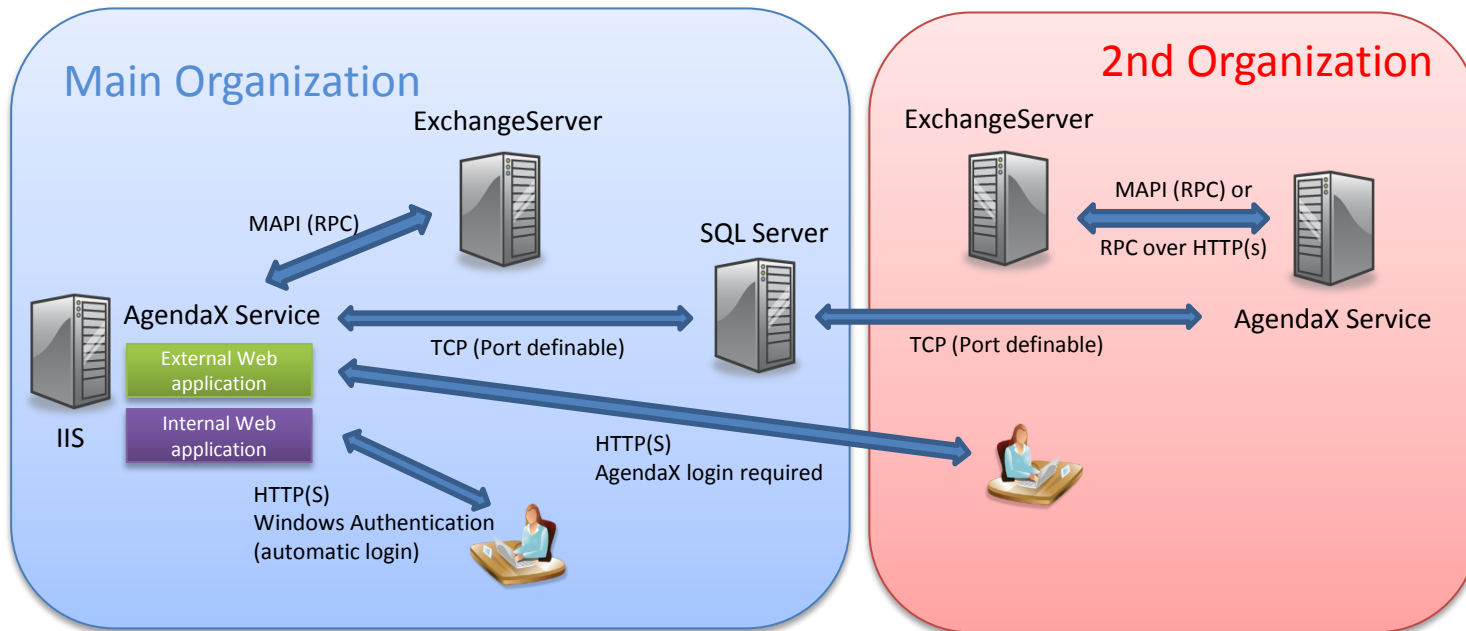 Main Organization
ExchangeServer
MAPI (RPC)
SQL Server
AgendaX Service
TCP (Port definable)
External Web
application
Internal Web
application
IIS
HTTP(S)
AgendaX login required
HTTP(S)
Windows Authentication
(automatic login)
2nd Organization
ExchangeServer
MAPI (RPC) or
RPC over HTTP(s)
AgendaX Service
TCP (Port definable)